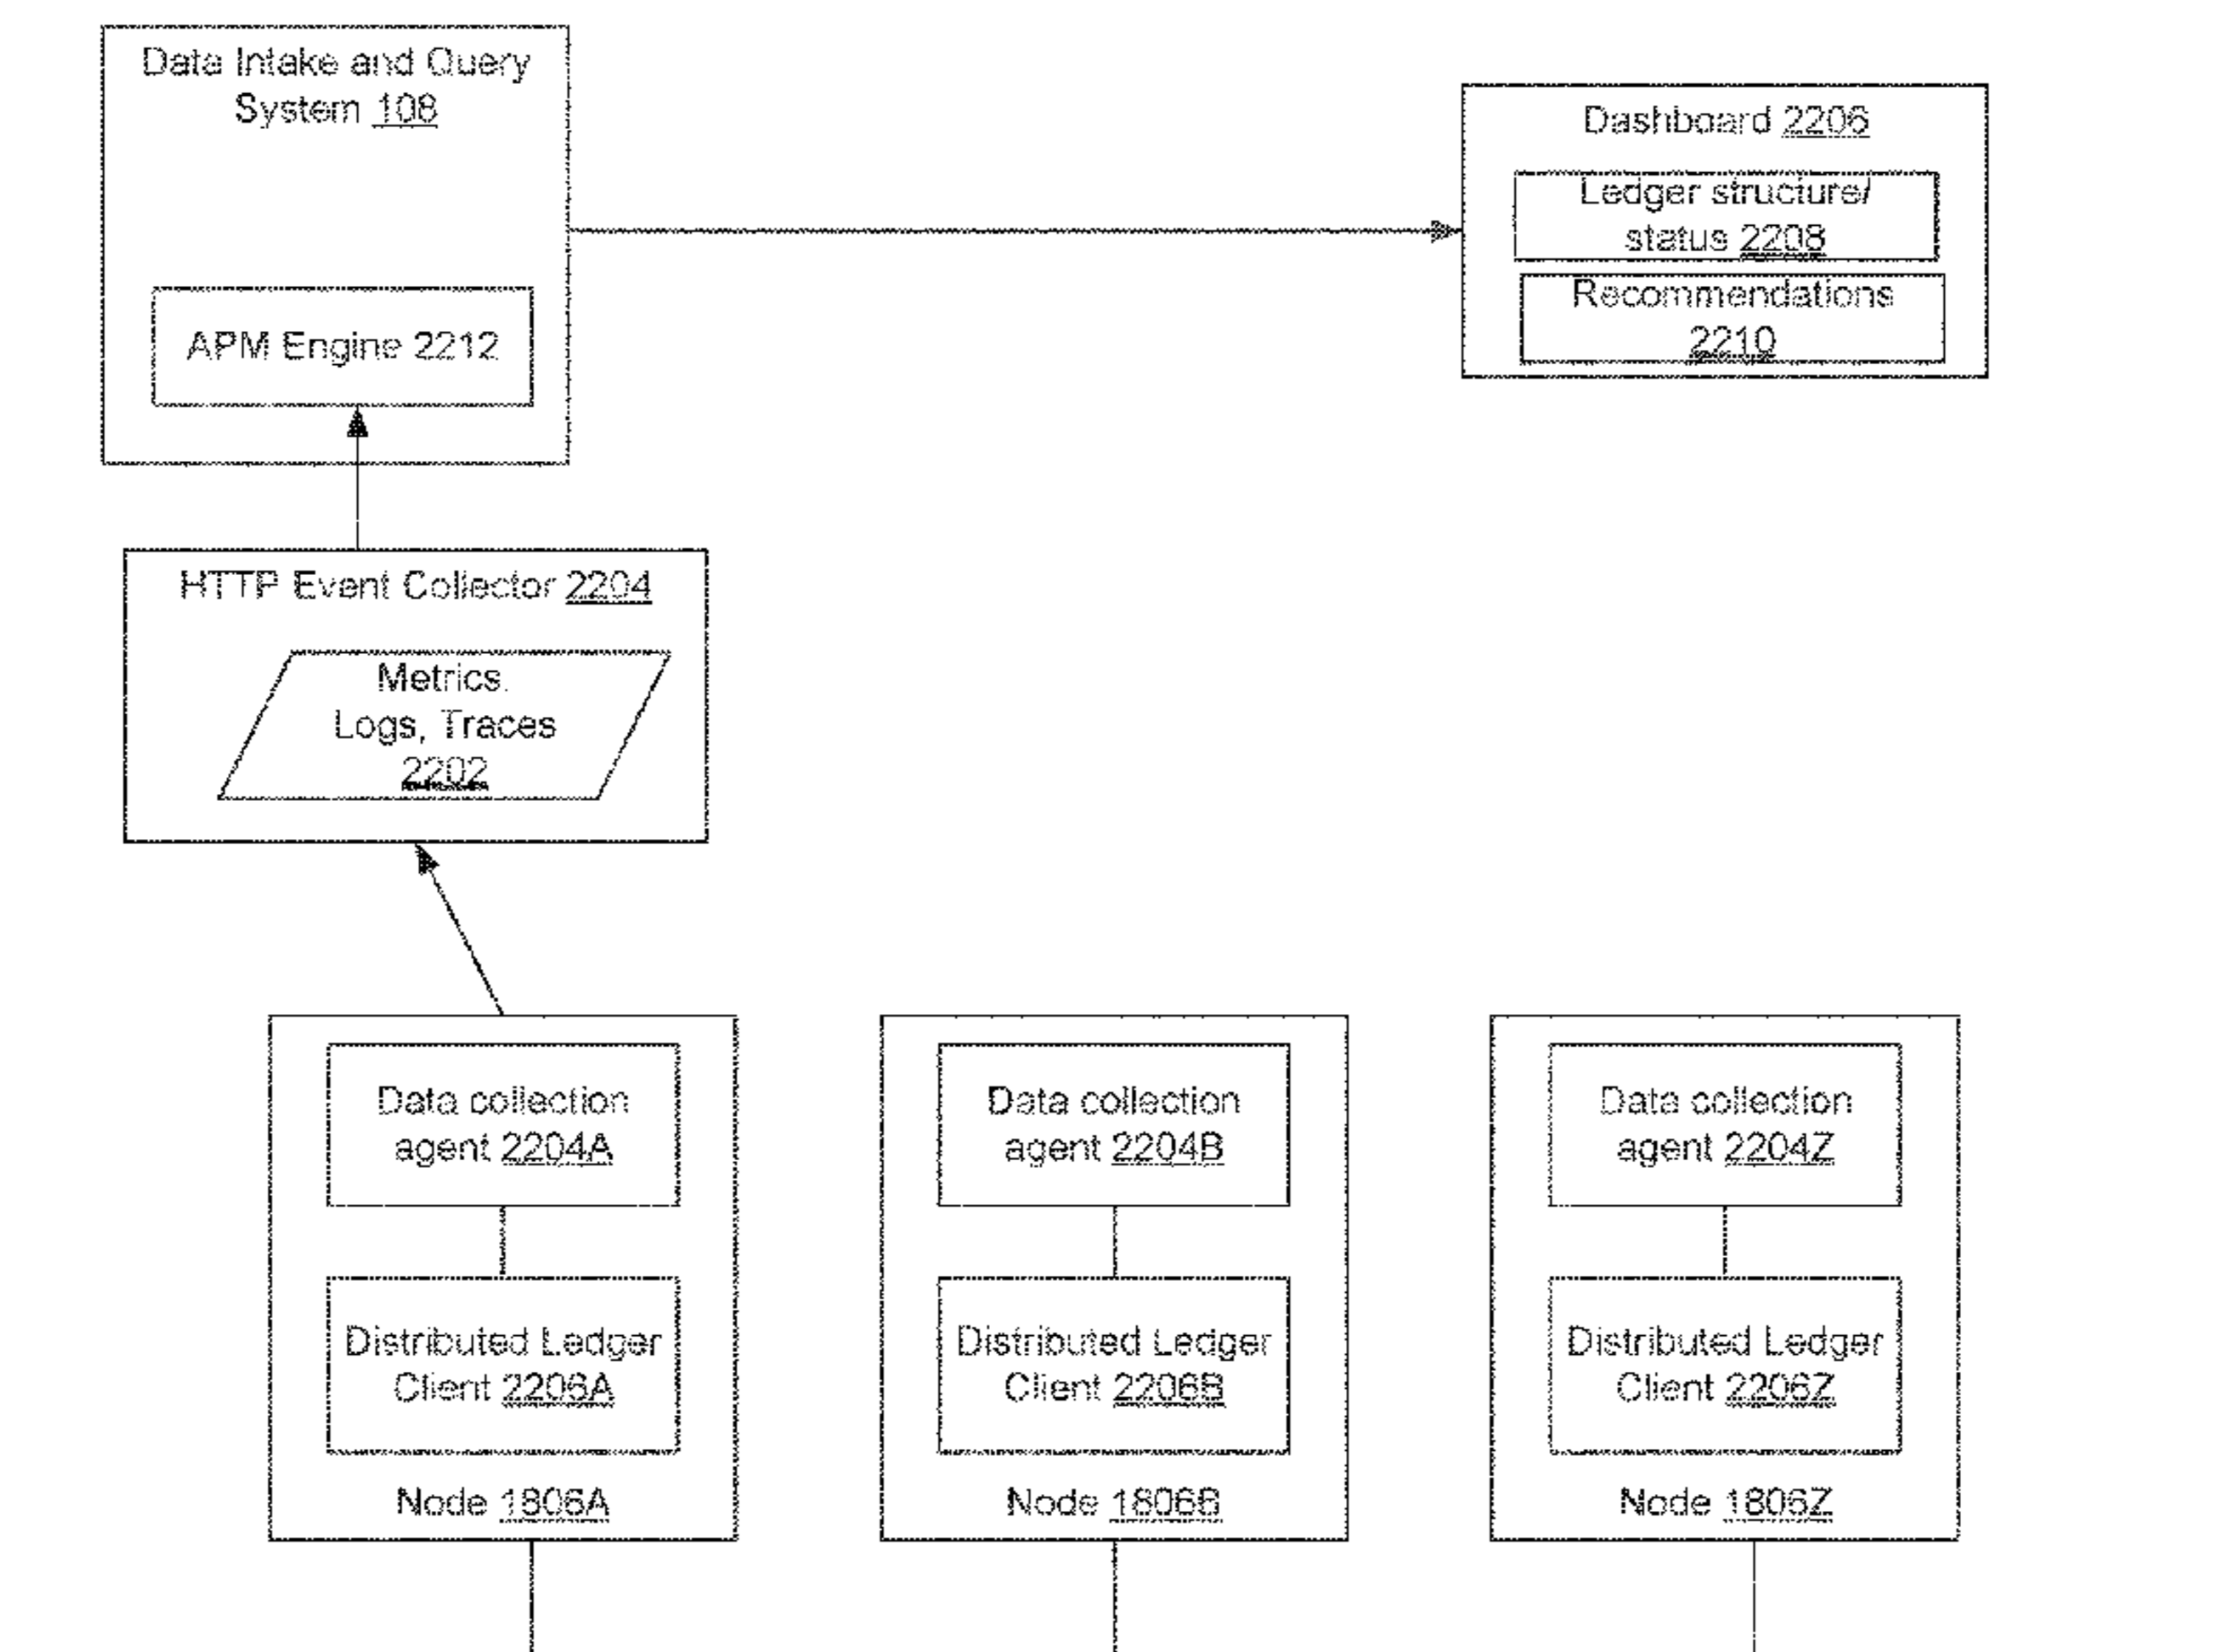 Data Intake and Query
System 108
APM Engine 2212
Dashboard 2206
Ledger structure/
status 2208
Recommendations
2210
HTTP Event Collector 2204
Metrics,
Logs, Traces
2202
Data collection
agent 2204A
Distributed Ledger
Client 2206A
Node 1806A
Data collection
agent 2204B
Distributed Ledger
Client 2206B
Node 1806B
Data collection
agent 2204Z
Distributed Ledger
Client 2206Z
Node 1806Z